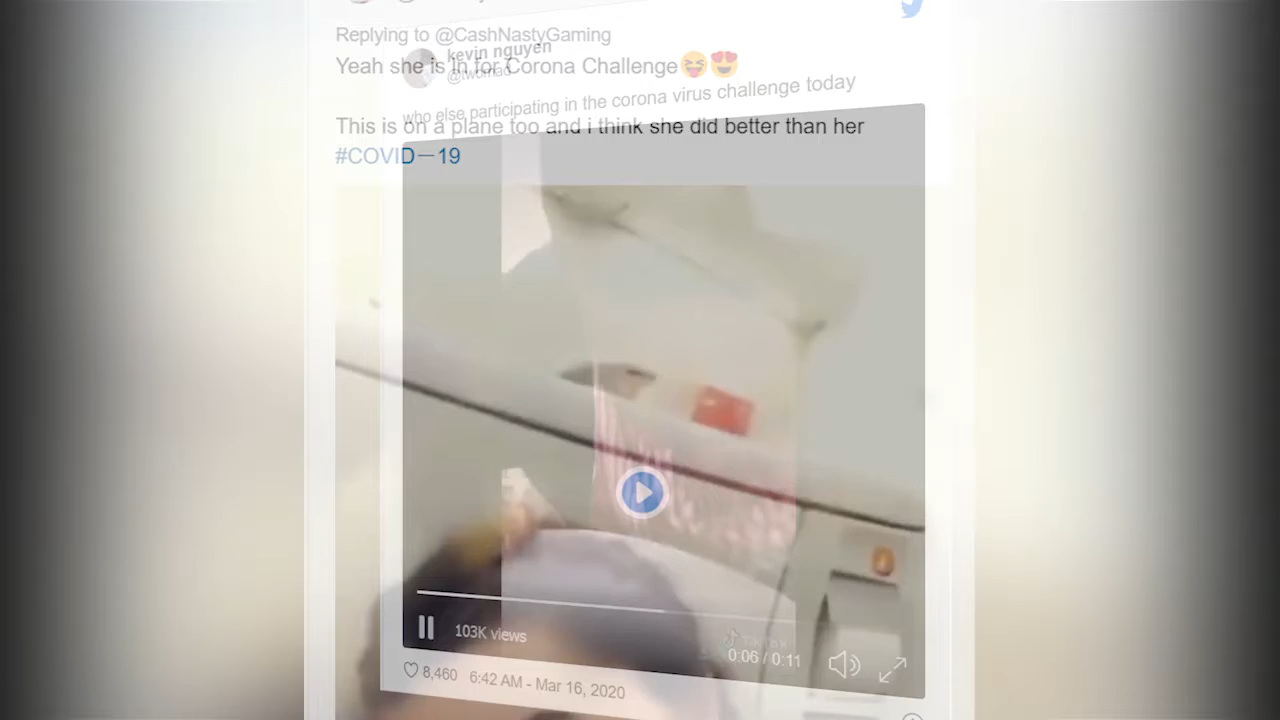 Replying to @CashNastyGaming
kevin nguyen
Yeah she is in for Corona Challenge😝😍
who else participating in the corona virus challenge today
This is on a plane too and i think she did better than her
#COVID—19
103K views
TikTok
0:06 / 0:11
8,460 6:42 AM - Mar 16, 2020